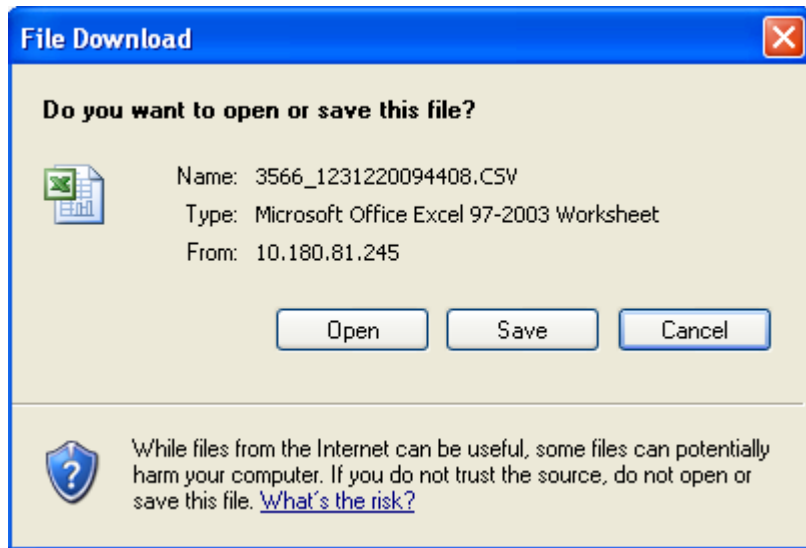 File Download
Do you want to open or save this file?
Name: 3566_1231220094408.CSV
Type: Microsoft Office Excel 97-2003 Worksheet
From: 10.180.81.245
Open Save Cancel
While files from the Internet can be useful, some files can potentially
harm your computer. If you do not trust the source, do not open or
save this file. What's the risk?